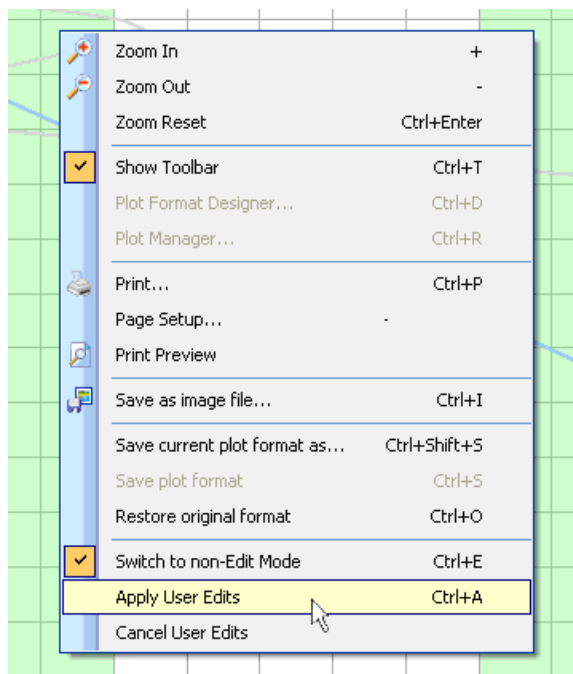 Zoom In +
Zoom Out -
Zoom Reset Ctrl+Enter
Show Toolbar Ctrl+T
Plot Format Designer... Ctrl+D
Plot Manager... Ctrl+R
Print... Ctrl+P
Page Setup... -
Print Preview
Save as image file... Ctrl+I
Save current plot format as... Ctrl+Shift+S
Save plot format Ctrl+S
Restore original format Ctrl+O
Switch to non-Edit Mode Ctrl+E
Apply User Edits Ctrl+A
Cancel User Edits